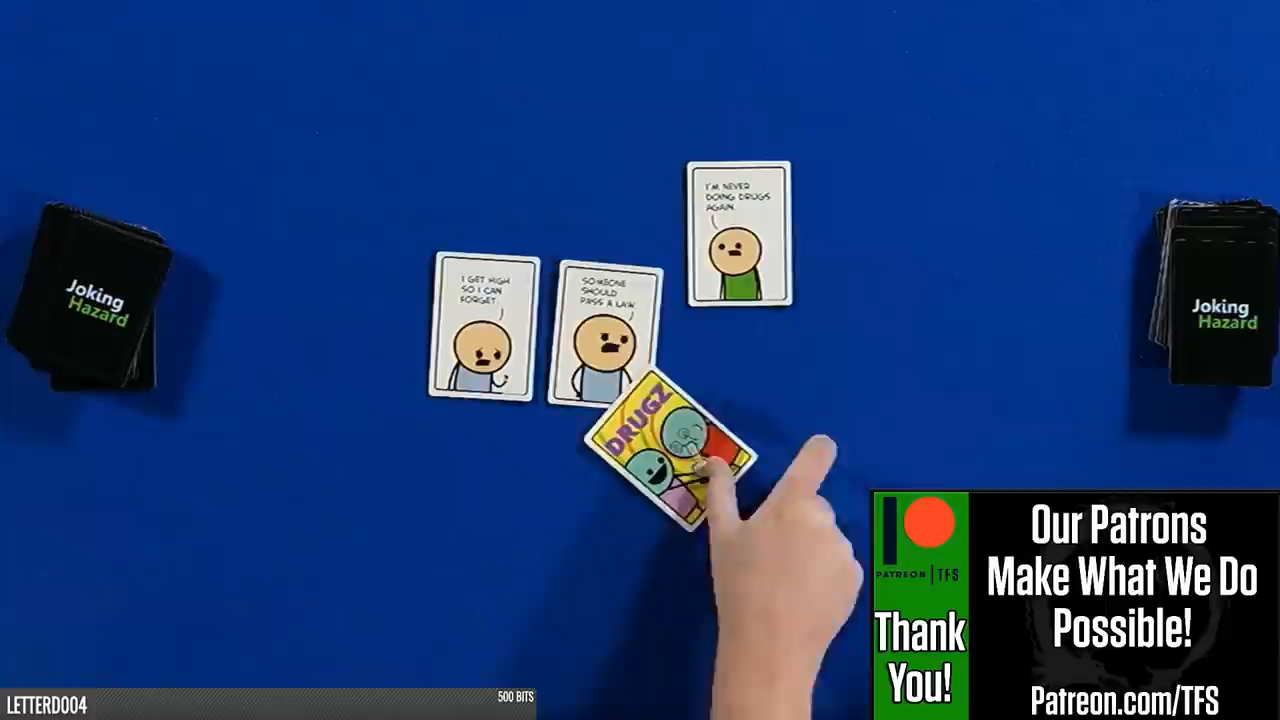 I'M NEVER
DOING DRUGS
AGAIN.
I GET HIGH
SO I CAN
FORGET.
SOMEONE
SHOULD
PASS A LAW.
DRUGZ
Joking
Hazard
Joking
Hazard
PATREON | TFS
Thank
You!
Our Patrons
Make What We Do
Possible!
Patreon.com/TFS
LETTERD004
500 BITS